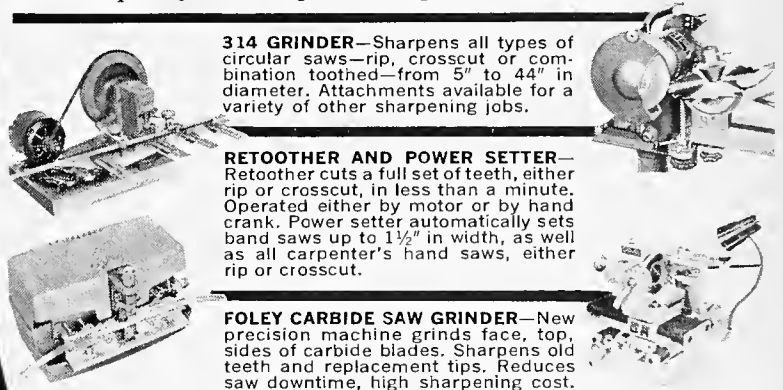 314 GRINDER—Sharpens all types of
circular saws—rip, crosscut or com-
bination toothed—from 5" to 44" in
diameter. Attachments available for a
variety of other sharpening jobs.
RETOOTHER AND POWER SETTER—
Retoother cuts a full set of teeth, either
rip or crosscut, in less than a minute.
Operated either by motor or by hand
crank. Power setter automatically sets
band saws up to 1½" in width, as well
as all carpenter's hand saws, either
rip or crosscut.
FOLEY CARBIDE SAW GRINDER—New
precision machine grinds face, top,
sides of carbide blades. Sharpens old
teeth and replacement tips. Reduces
saw downtime, high sharpening cost.